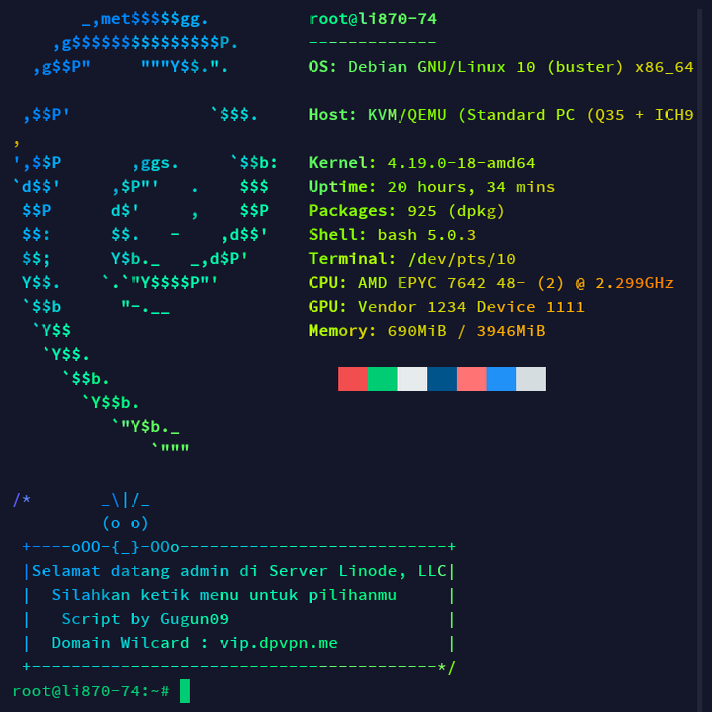 _,met$$$$$gg.          root@li870-74
    ,g$$$$$$$$$$$$$$$P.       -------------
  ,g$$P"     """Y$$.".        OS: Debian GNU/Linux 10 (buster) x86_64
 ,$$P'              `$$$.     Host: KVM/QEMU (Standard PC (Q35 + ICH9
,
',$$P       ,ggs.     `$$b:   Kernel: 4.19.0-18-amd64
`d$$'     ,$P"'   .    $$$    Uptime: 20 hours, 34 mins
 $$P      d$'     ,    $$P    Packages: 925 (dpkg)
 $$:      $$.   -    ,d$$'    Shell: bash 5.0.3
 $$;      Y$b._   _,d$P'      Terminal: /dev/pts/10
 Y$$.    `.`"Y$$$$P"'         CPU: AMD EPYC 7642 48- (2) @ 2.299GHz
 `$$b      "-.__              GPU: Vendor 1234 Device 1111
  `Y$$                        Memory: 690MiB / 3946MiB
   `Y$$.
     `$$b.
       `Y$$b.
          `"Y$b._
              `"""
/*       _\|/_
         (o o)
 +----oOO-{_}-OOo---------------------------+
 |Selamat datang admin di Server Linode, LLC|
 |  Silahkan ketik menu untuk pilihanmu     |
 |   Script by Gugun09                      |
 |  Domain Wilcard : vip.dpvpn.me           |
 +-----------------------------------------*/
root@li870-74:~#